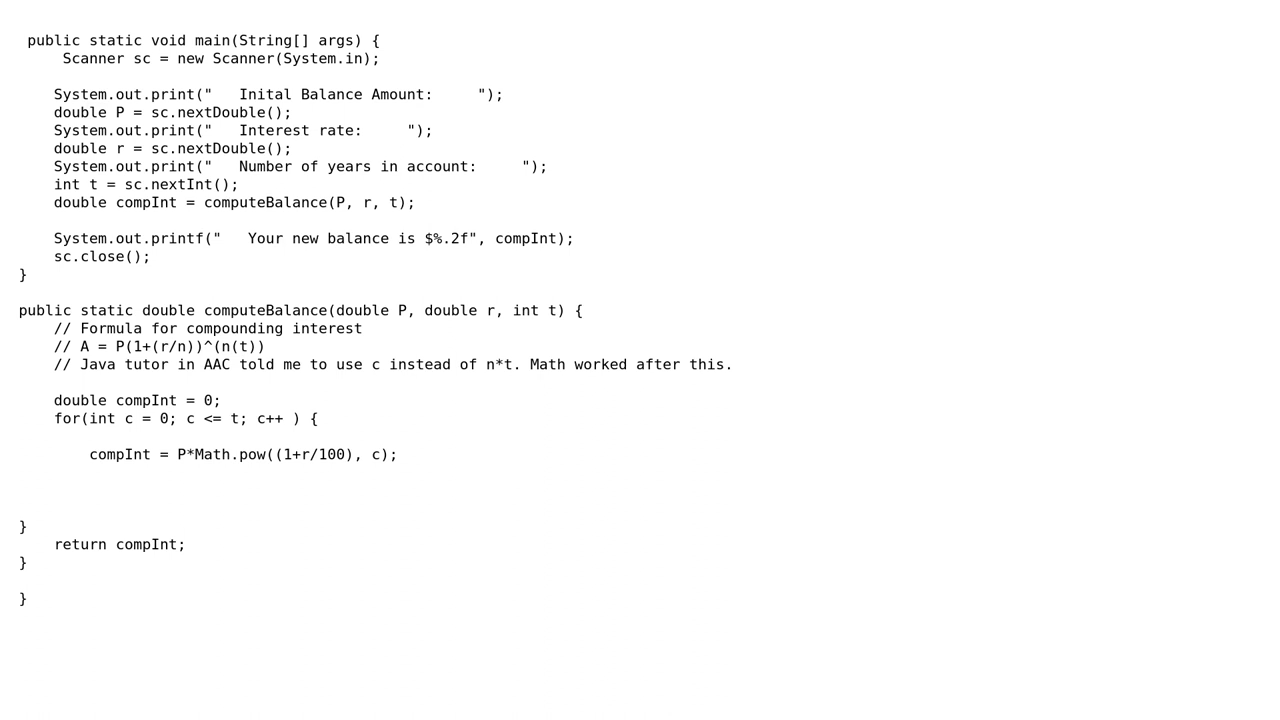 public static void main(String[] args) {
Scanner sc = new Scanner(System.in);
System.out.print("   Inital Balance Amount:     ");
double P = sc.nextDouble();
System.out.print("   Interest rate:     ");
double r = sc.nextDouble();
System.out.print("   Number of years in account:     ");
int t = sc.nextInt();
double compInt = computeBalance(P, r, t);
System.out.printf("   Your new balance is $%.2f", compInt);
sc.close();
}
public static double computeBalance(double P, double r, int t) {
// Formula for compounding interest
// A = P(1+(r/n))^(n(t))
// Java tutor in AAC told me to use c instead of n*t. Math worked after this.
double compInt = 0;
for(int c = 0; c <= t; c++ ) {
compInt = P*Math.pow((1+r/100), c);
}
return compInt;
}
}